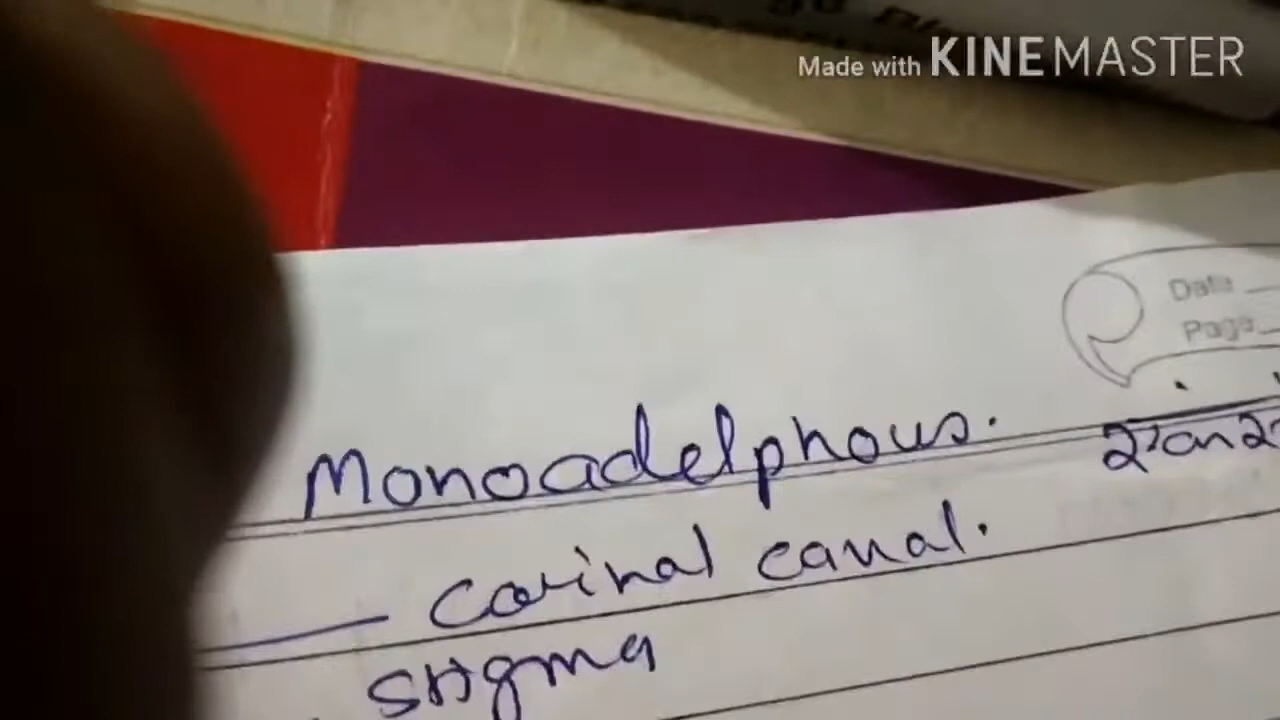 Made with KINEMASTER
Date
Page
Monoadelphous.
carinal canal.
stigma